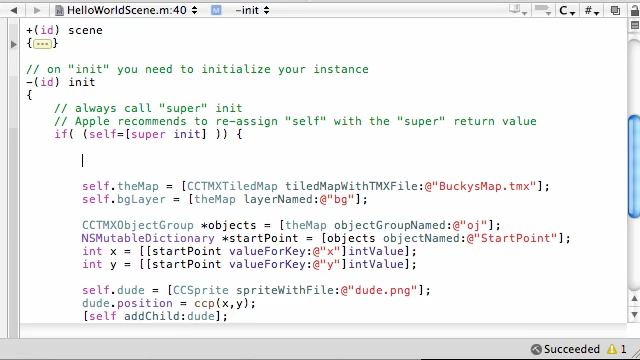 HelloWorldScene.m:40 -init C # 
+(id) scene
{...}
// on "init" you need to initialize your instance
-(id) init
{
// always call "super" init
// Apple recommends to re-assign "self" with the "super" return value
if( (self=[super init] )) {
self.theMap = [CCTMXTiledMap tiledMapWithTMXFile:@"BuckysMap.tmx"];
self.bgLayer = [theMap layerNamed:@"bg"];
CCTMXObjectGroup *objects = [theMap objectGroupNamed:@"oj"];
NSMutableDictionary *startPoint = [objects objectNamed:@"StartPoint"];
int x = [[startPoint valueForKey:@"x"]intValue];
int y = [[startPoint valueForKey:@"y"]intValue];
self.dude = [CCSprite spriteWithFile:@"dude.png"];
dude.position = ccp(x,y);
[self addChild:dude];
Succeeded 1